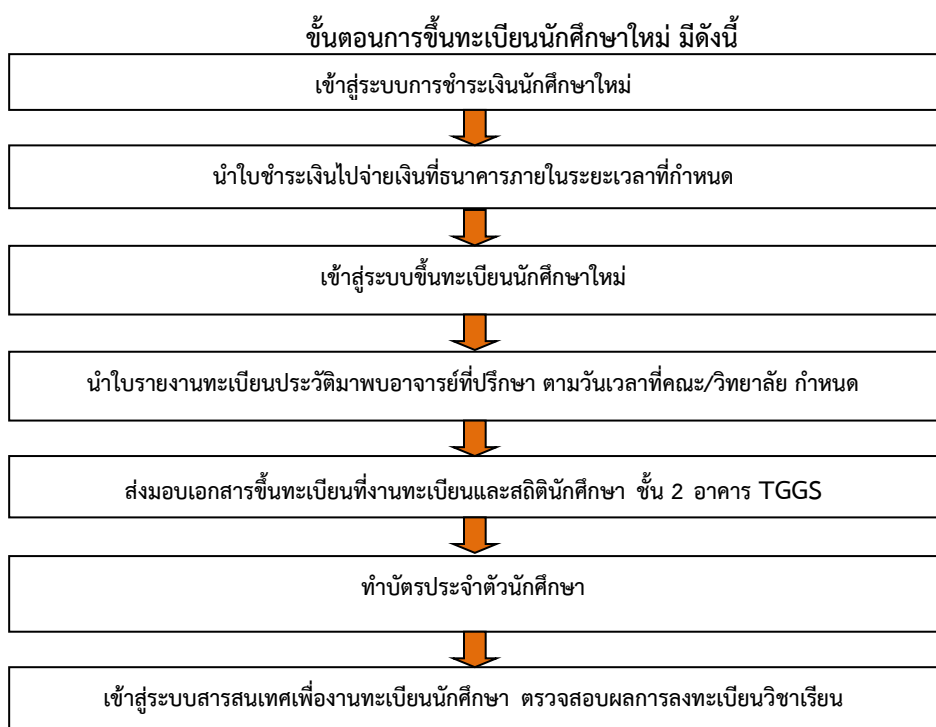 ขั้นตอนการขึ้นทะเบียนนักศึกษาใหม่ มีดังนี้
เข้าสู่ระบบการชำระเงินนักศึกษาใหม่
นำใบชำระเงินไปจ่ายเงินที่ธนาคารภายในระยะเวลาที่กำหนด
เข้าสู่ระบบขึ้นทะเบียนนักศึกษาใหม่
นำใบรายงานทะเบียนประวัติมาพบอาจารย์ที่ปรึกษา ตามวันเวลาที่คณะ/วิทยาลัย กำหนด
ส่งมอบเอกสารขึ้นทะเบียนที่งานทะเบียนและสถิตินักศึกษา ชั้น 2 อาคาร TGGS
ทำบัตรประจำตัวนักศึกษา
เข้าสู่ระบบสารสนเทศเพื่องานทะเบียนนักศึกษา ตรวจสอบผลการลงทะเบียนวิชาเรียน